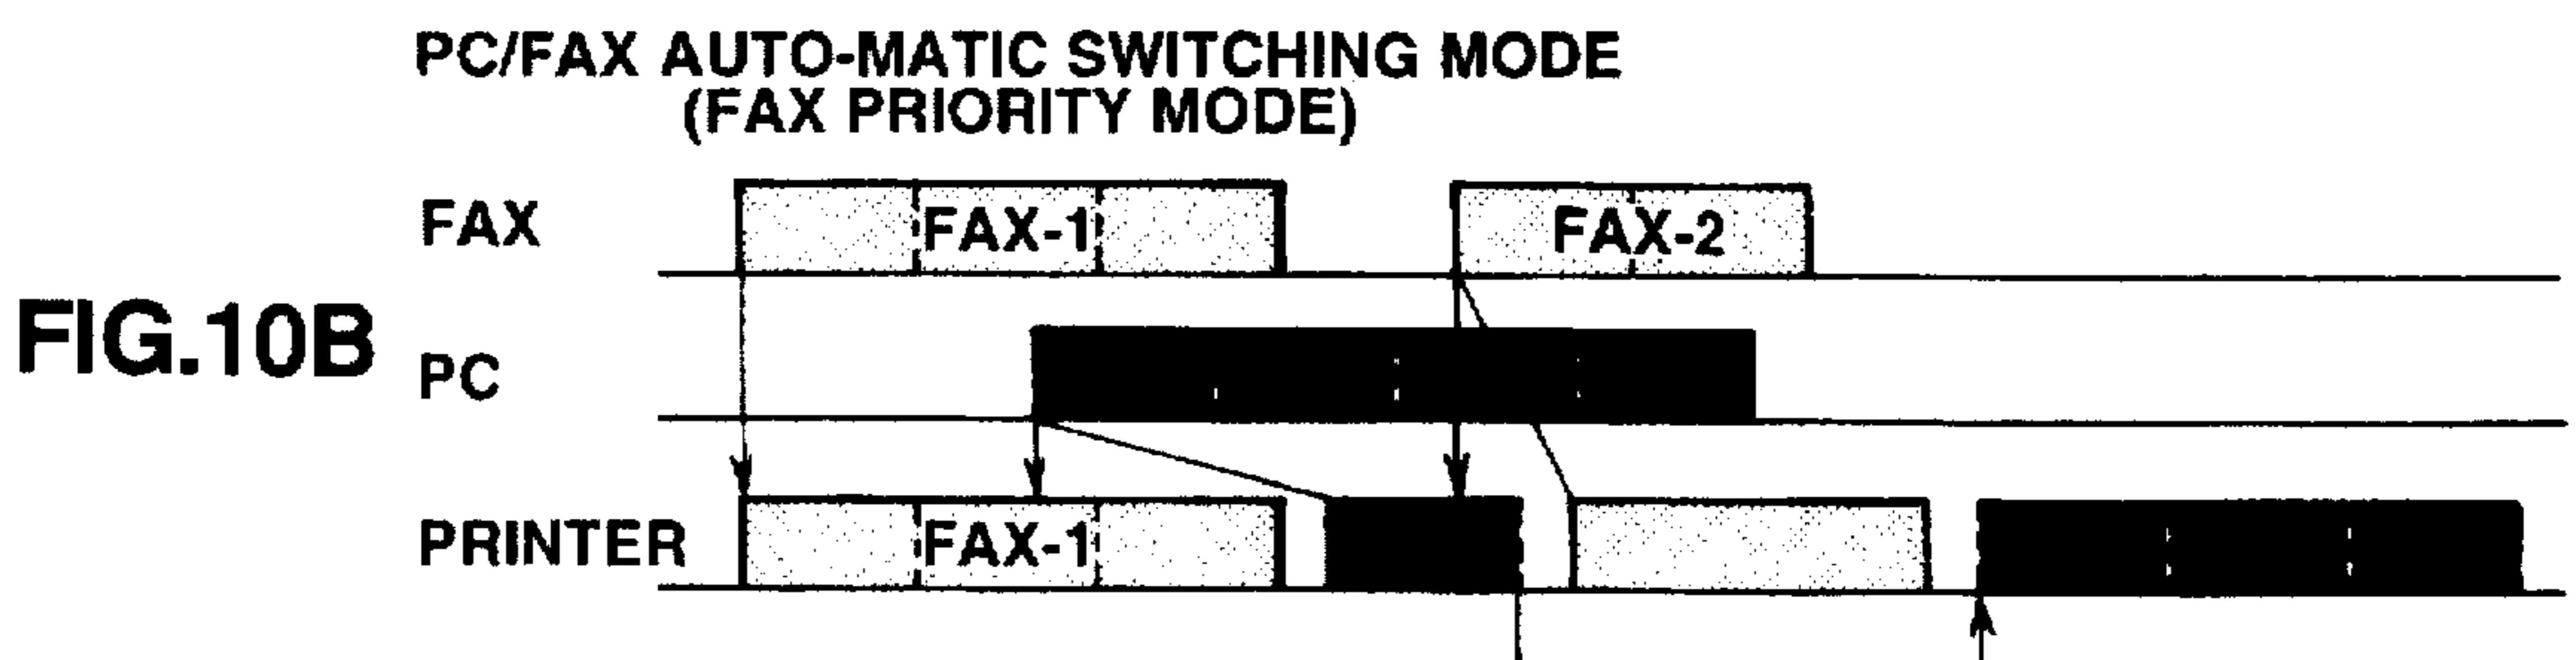 PC/FAX AUTO-MATIC SWITCHING MODE
(FAX PRIORITY MODE)
FAX
FAX-1
FAX-2
FIG.10B
PC
PRINTER
FAX-1